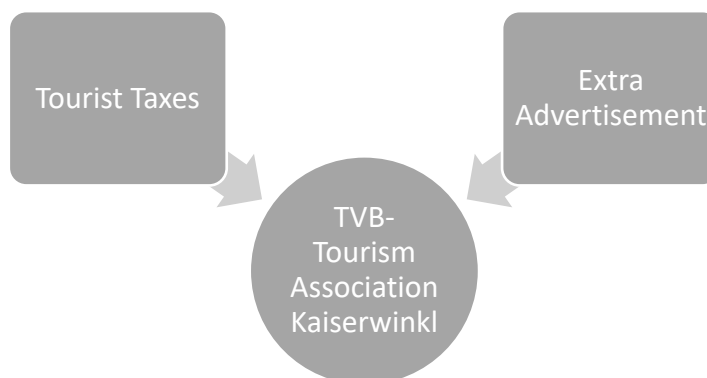 Tourist Taxes
Extra
Advertisement
TVB-
Tourism
Association
Kaiserwinkl